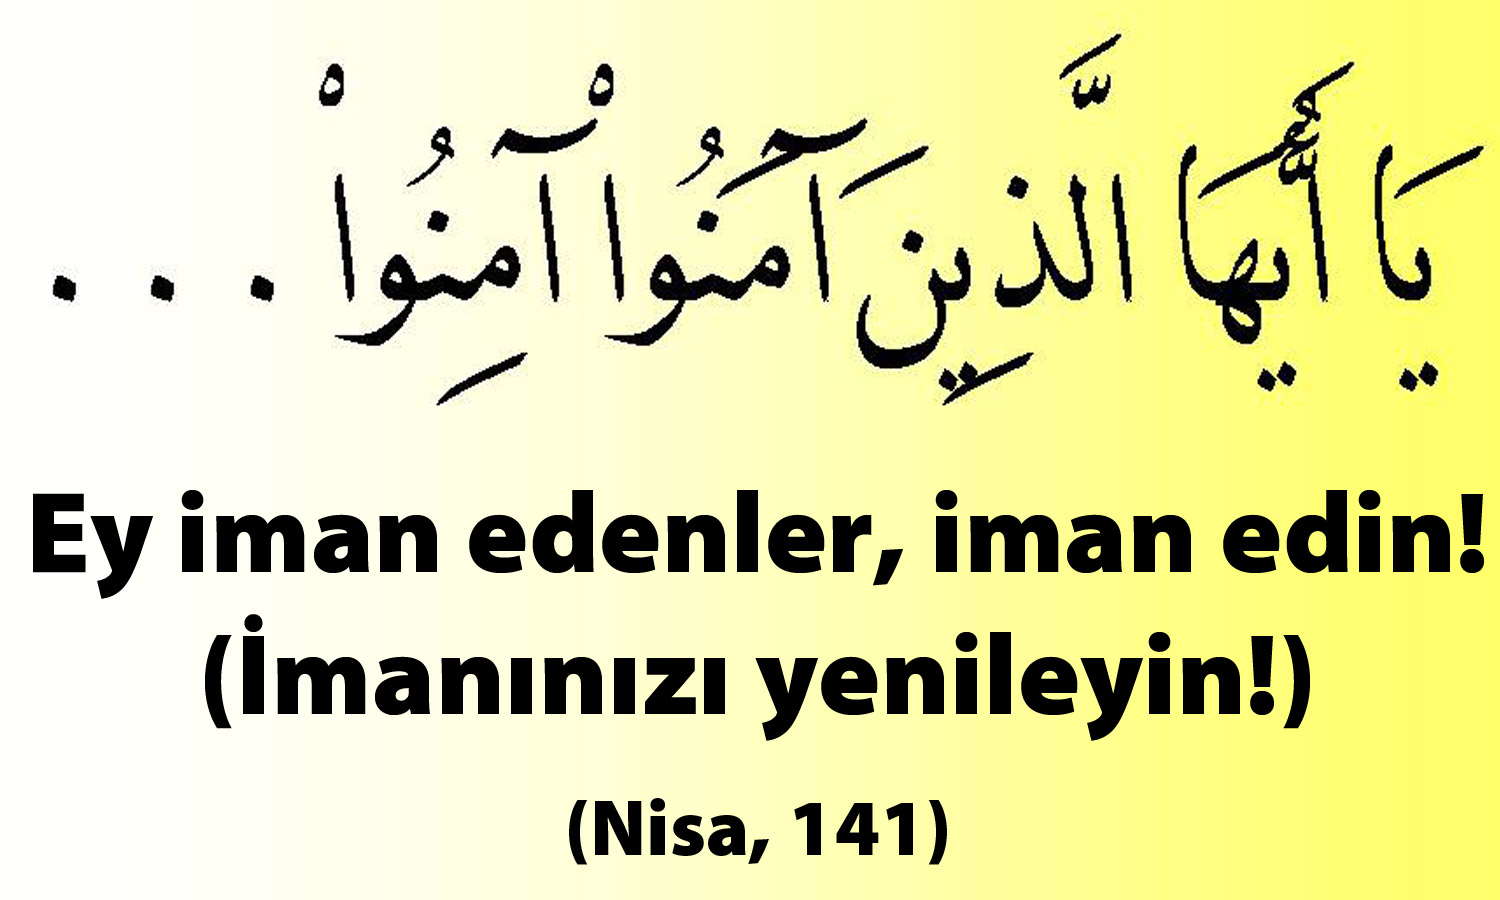 يَا أَيُّهَا الَّذِينَ آمَنُواْ آمِنُواْ . . .
Ey iman edenler, iman edin!
(İmanınızı yenileyin!)
(Nisa, 141)